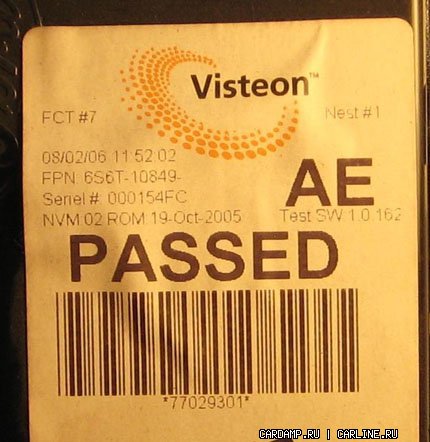 Visteon™
FCT #7
Nest #1
08/02/06 11:52:02
FPN: 6S6T-10849-
AE
Serial #: 000154FC
NVM:02 ROM:19-Oct-2005 Test SW:1.0.162
PASSED
*77029301*
CARDAMP.RU | CARLINE.RU